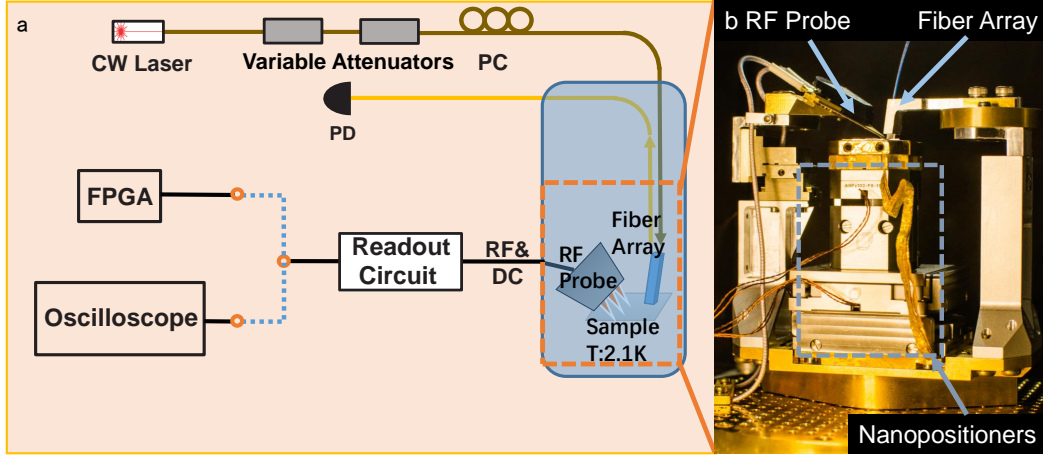 a
CW Laser
Variable Attenuators
PC
PD
FPGA
Oscilloscope
Readout
Circuit
RF&
DC
RF
Probe
Fiber
Array
Sample
T:2.1K
b RF Probe
Fiber Array
Nanopositioners